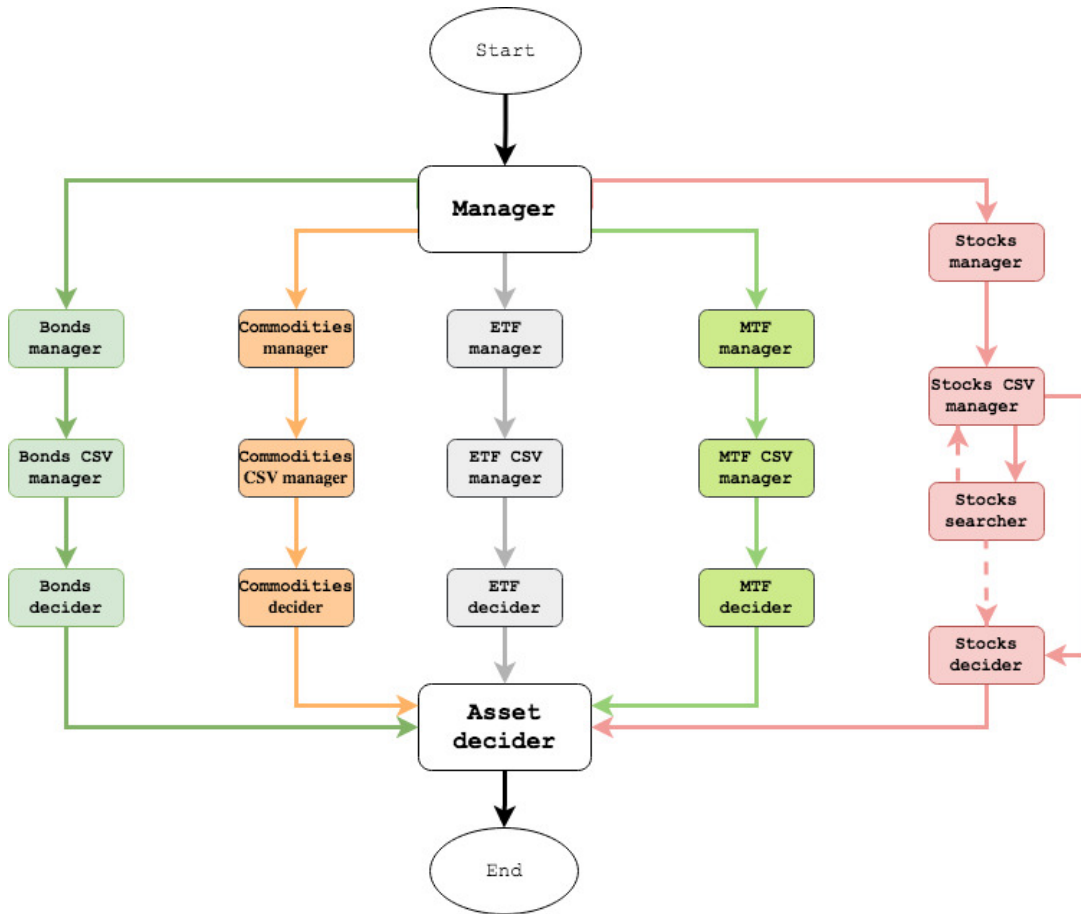 Start
Manager
Stocks
manager
Bonds
manager
Commodities
manager
ETF
manager
MTF
manager
Stocks CSV
manager
Bonds CSV
manager
Commodities
CSV manager
ETF CSV
manager
MTF CSV
manager
Stocks
searcher
Bonds
decider
Commodities
decider
ETF
decider
MTF
decider
Stocks
decider
Asset
decider
End